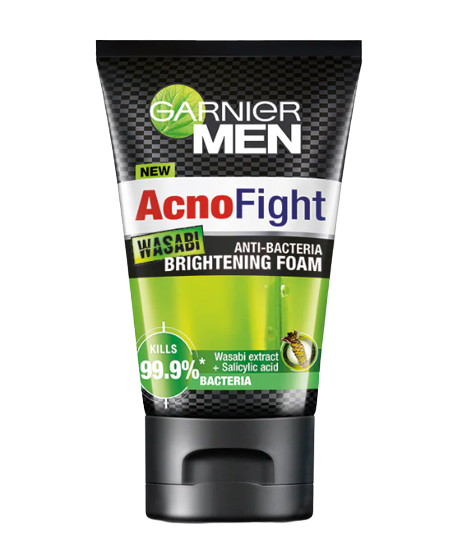 GARNIER
MEN
NEW
AcnoFight
WASABI
ANTI-BACTERIA
BRIGHTENING FOAM
KILLS
99.9%*
BACTERIA
Wasabi extract
+ Salicylic acid